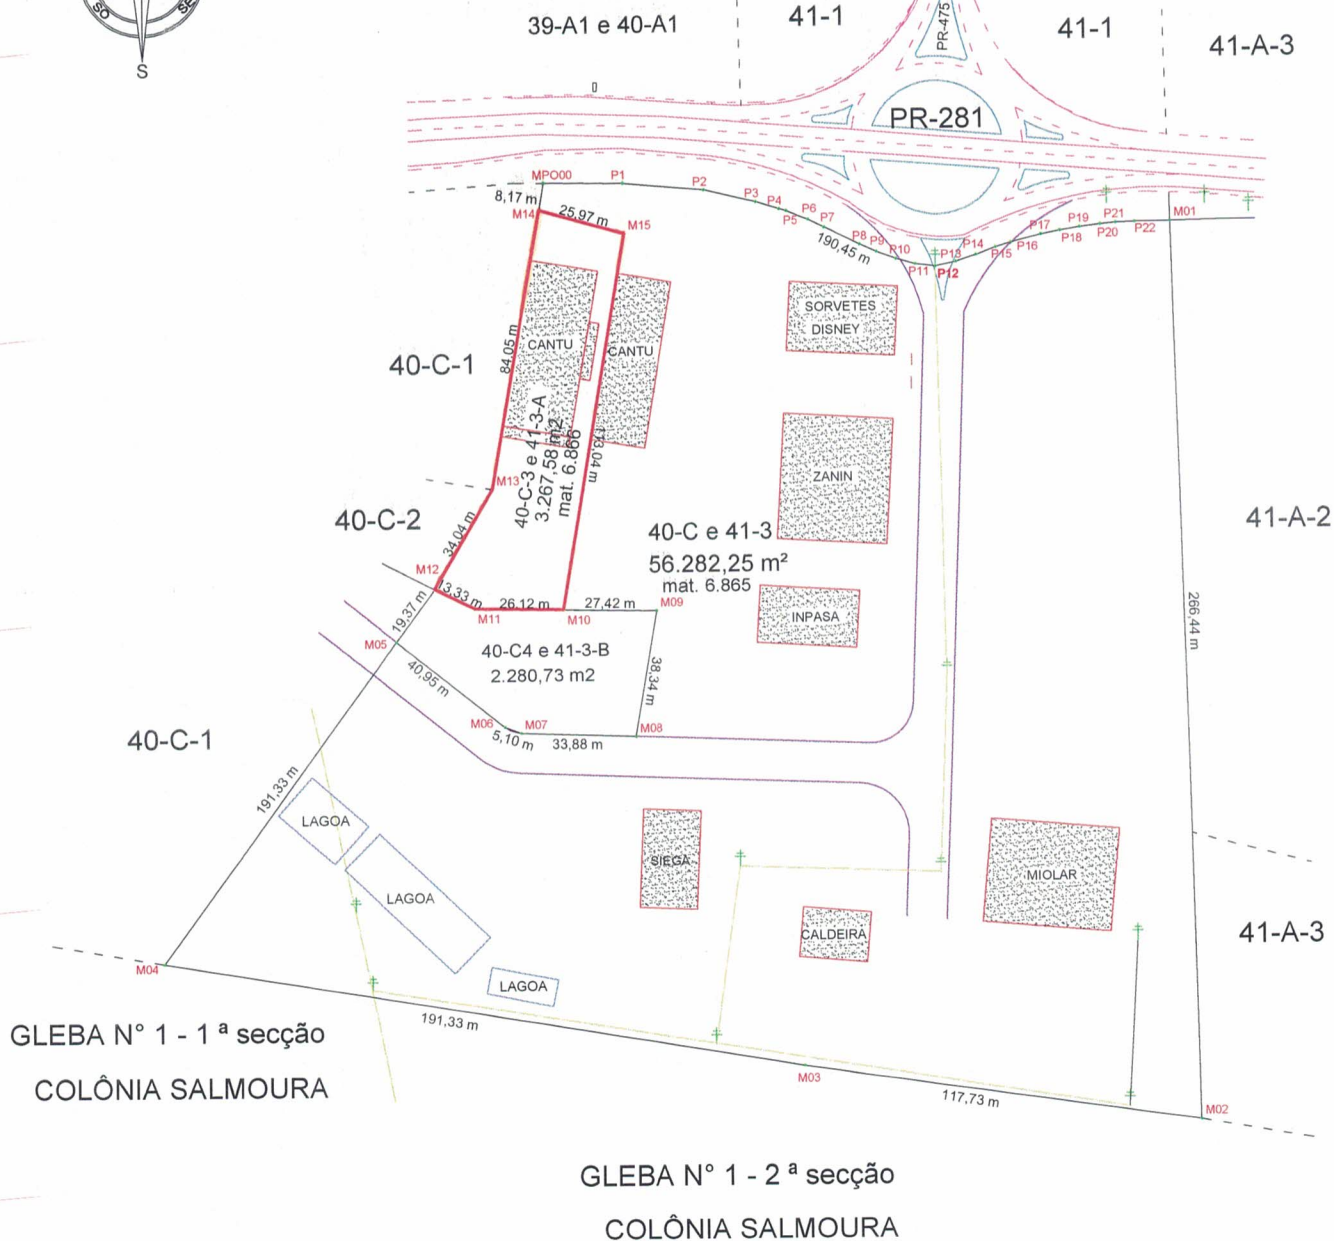 39-A1 e 40-A1
41-1
PR-475
41-1
41-A-3
SO
SE
S
PR-281
MPO00
P1
P2
P3
P4
P5
P6
P7
P8
P9
P10
P11
P12
P13
P14
P15
P16
P17
P18
P19
P20
P21
P22
M01
8,17 m
M14
25,97 m
M15
190,45 m
SORVETES
DISNEY
CANTU
CANTU
84,05 m
40-C-1
40-C-3 e 41-3-A
3.267,58 m2
mat. 6.866
M13
ZANIN
40-C-2
34,04 m
40-C e 41-3
56.282,25 m²
mat. 6.865
41-A-2
M12
13,33 m
26,12 m
27,42 m
M09
M11
M10
INPASA
266,44 m
19,37 m
M05
40-C4 e 41-3-B
2.280,73 m2
40,95 m
38,34 m
M06
M07
M08
5,10 m
33,88 m
40-C-1
191,33 m
LAGOA
SIEGA
MIOLAR
LAGOA
CALDEIRA
41-A-3
M04
LAGOA
191,33 m
GLEBA N° 1 - 1 ª secção
COLÔNIA SALMOURA
M03
117,73 m
M02
GLEBA N° 1 - 2 ª secção
COLÔNIA SALMOURA